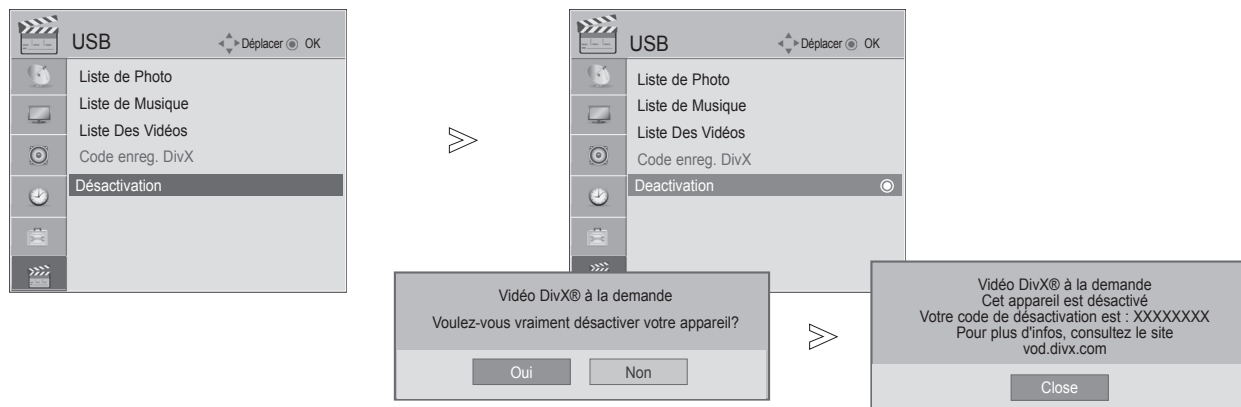 USB
Déplacer OK
Liste de Photo
Liste de Musique
Liste Des Vidéos
Code enreg. DivX
Désactivation
USB
Déplacer OK
Liste de Photo
Liste de Musique
Liste Des Vidéos
Code enreg. DivX
Deactivation
Vidéo DivX® à la demande
Voulez-vous vraiment désactiver votre appareil?
Oui Non
Vidéo DivX® à la demande
Cet appareil est désactivé
Votre code de désactivation est : XXXXXXXX
Pour plus d'infos, consultez le site
vod.divx.com
Close